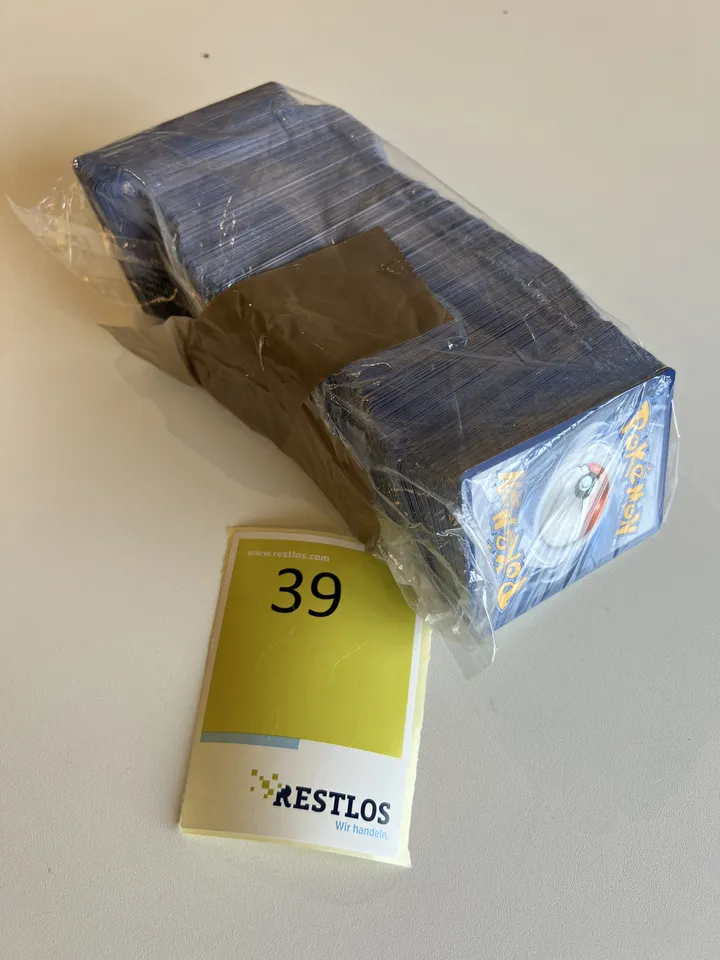 Pokémon
Pokémon
www.restlos.com
39
RESTLOS
Wir handeln.